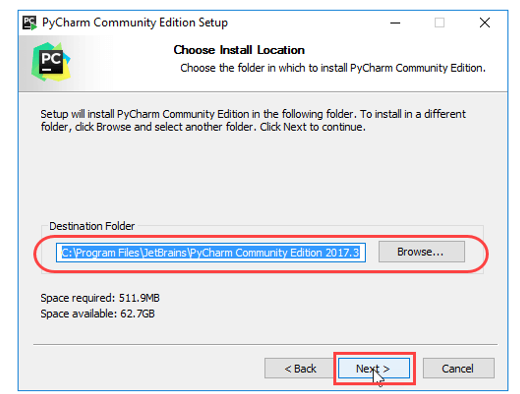 PC PyCharm Community Edition Setup
PC
Choose Install Location
Choose the folder in which to install PyCharm Community Edition.
Setup will install PyCharm Community Edition in the following folder. To install in a different
folder, click Browse and select another folder. Click Next to continue.
Destination Folder
C:\Program Files\JetBrains\PyCharm Community Edition 2017.3
Browse...
Space required: 511.9MB
Space available: 62.7GB
< Back
Next >
Cancel